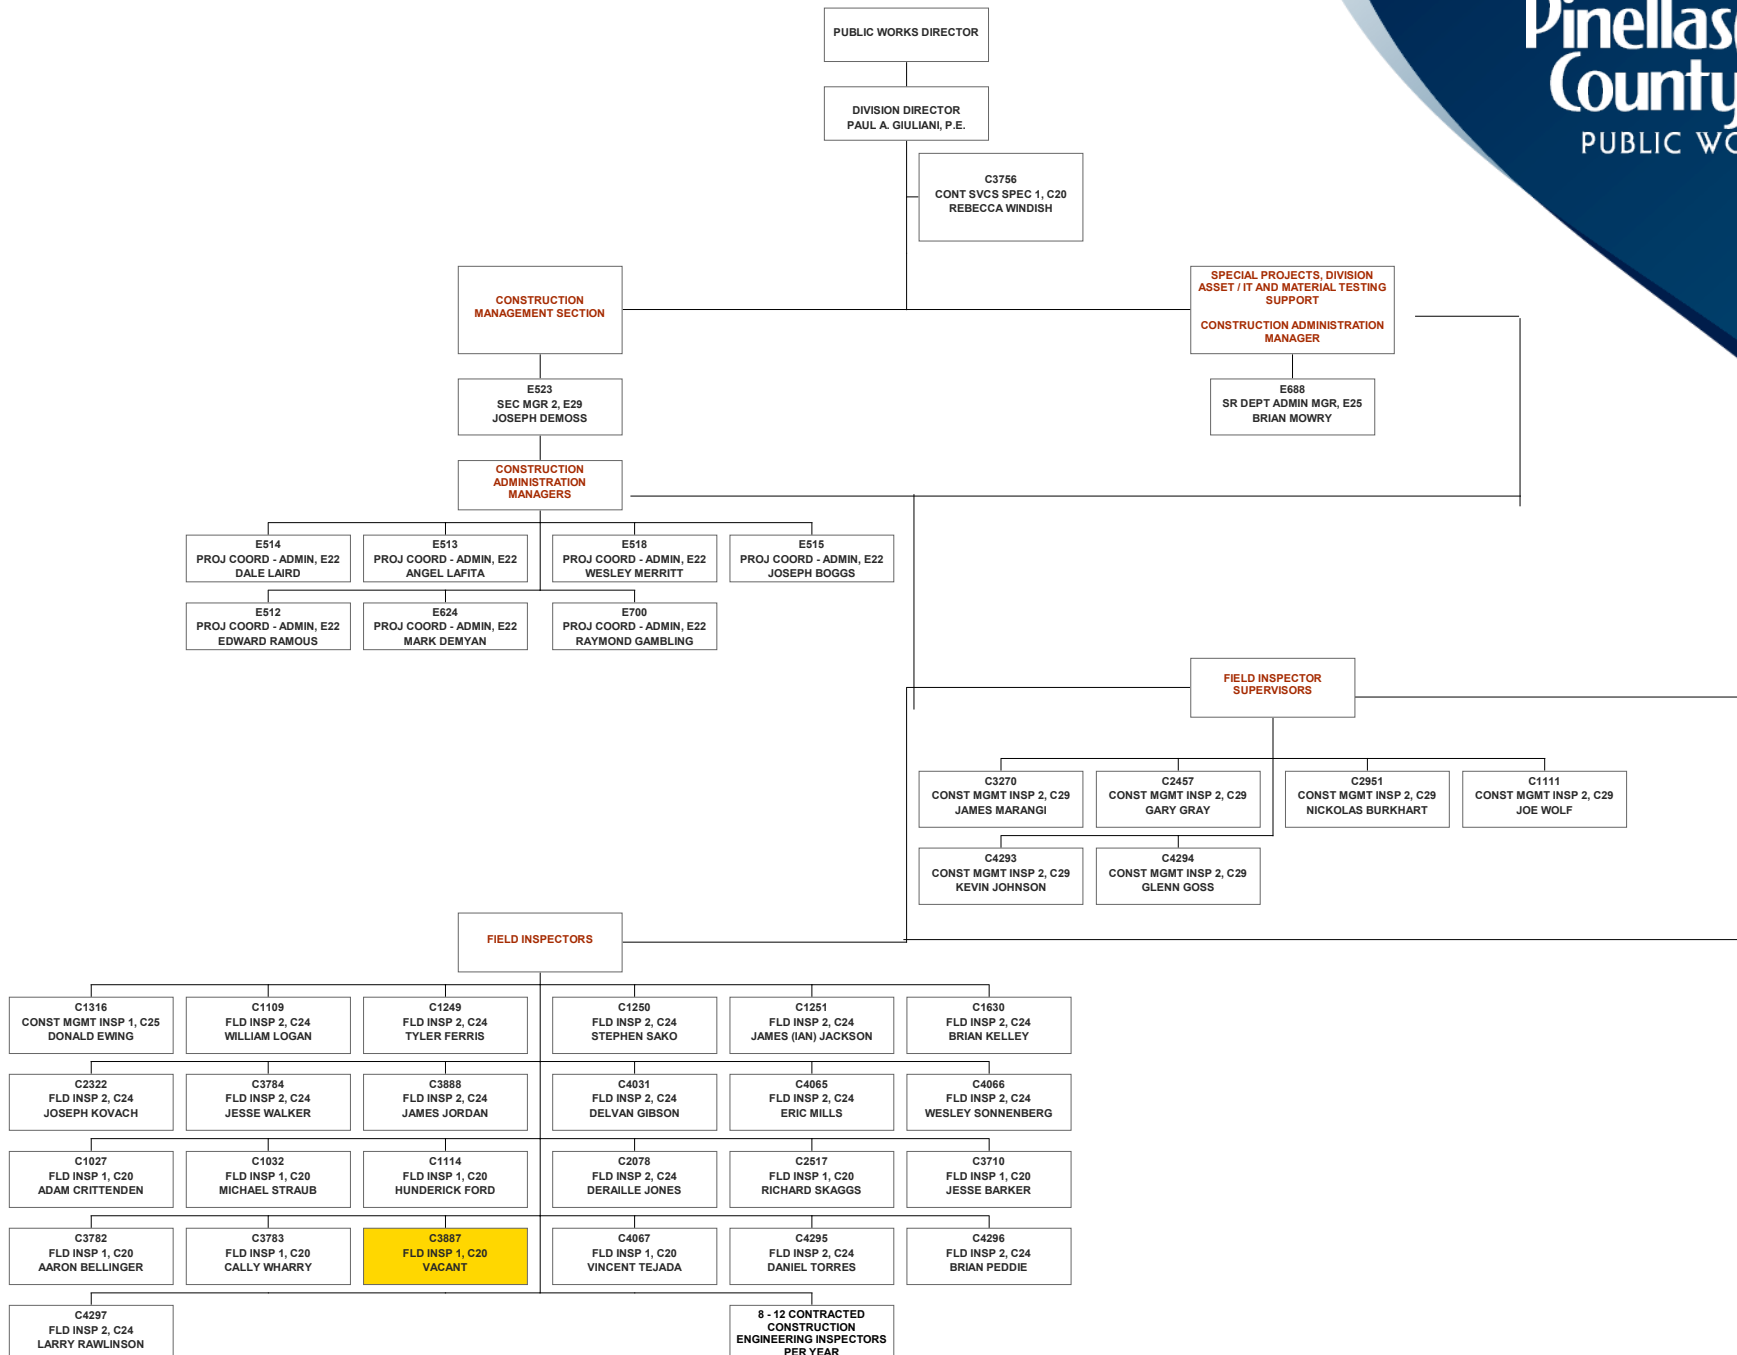 Pinellas
County
PUBLIC
PUBLIC WORKS DIRECTOR
DIVISION DIRECTOR
PAUL A. GIULIANI, P.E.
C3756
CONT SVCS SPEC 1, C20
REBECCA WINDISH
CONSTRUCTION
MANAGEMENT SECTION
SPECIAL PROJECTS, DIVISION
ASSET / IT AND MATERIAL TESTING
SUPPORT
CONSTRUCTION ADMINISTRATION
MANAGER
E523
SEC MGR 2, E29
JOSEPH DEMOSS
E688
SR DEPT ADMIN MGR, E25
BRIAN MOWRY
CONSTRUCTION
ADMINISTRATION
MANAGERS
E514
PROJ COORD - ADMIN, E22
DALE LAIRD
E513
PROJ COORD - ADMIN, E22
ANGEL LAFITA
E518
PROJ COORD - ADMIN, E22
WESLEY MERRITT
E515
PROJ COORD - ADMIN, E22
JOSEPH BOGGS
E512
PROJ COORD - ADMIN, E22
EDWARD RAMOUS
E624
PROJ COORD - ADMIN, E22
MARK DEMYAN
E700
PROJ COORD - ADMIN, E22
RAYMOND GAMBLING
FIELD INSPECTOR
SUPERVISORS
C3270
CONST MGMT INSP 2, C29
JAMES MARANGI
C2457
CONST MGMT INSP 2, C29
GARY GRAY
C2951
CONST MGMT INSP 2, C29
NICKOLAS BURKHART
C1111
CONST MGMT INSP 2, C29
JOE WOLF
C4293
CONST MGMT INSP 2, C29
KEVIN JOHNSON
C4294
CONST MGMT INSP 2, C29
GLENN GOSS
FIELD INSPECTORS
C1316
CONST MGMT INSP 1, C25
DONALD EWING
C1109
FLD INSP 2, C24
WILLIAM LOGAN
C1249
FLD INSP 2, C24
TYLER FERRIS
C1250
FLD INSP 2, C24
STEPHEN SAKO
C1251
FLD INSP 2, C24
JAMES (IAN) JACKSON
C1630
FLD INSP 2, C24
BRIAN KELLEY
C2322
FLD INSP 2, C24
JOSEPH KOVACH
C3784
FLD INSP 2, C24
JESSE WALKER
C3888
FLD INSP 2, C24
JAMES JORDAN
C4031
FLD INSP 2, C24
DELVAN GIBSON
C4065
FLD INSP 2, C24
ERIC MILLS
C4066
FLD INSP 2, C24
WESLEY SONNENBERG
C1027
FLD INSP 1, C20
ADAM CRITTENDEN
C1032
FLD INSP 1, C20
MICHAEL STRAUB
C1114
FLD INSP 1, C20
HUNDERICK FORD
C2078
FLD INSP 2, C24
DERAILLE JONES
C2517
FLD INSP 1, C20
RICHARD SKAGGS
C3710
FLD INSP 1, C20
JESSE BARKER
C3782
FLD INSP 1, C20
AARON BELLINGER
C3783
FLD INSP 1, C20
CALLY WHARRY
C3887
FLD INSP 1, C20
VACANT
C4067
FLD INSP 1, C20
VINCENT TEJADA
C4295
FLD INSP 2, C24
DANIEL TORRES
C4296
FLD INSP 2, C24
BRIAN PEDDIE
C4297
FLD INSP 2, C24
LARRY RAWLINSON
8 - 12 CONTRACTED
CONSTRUCTION
ENGINEERING INSPECTORS
PER YEAR